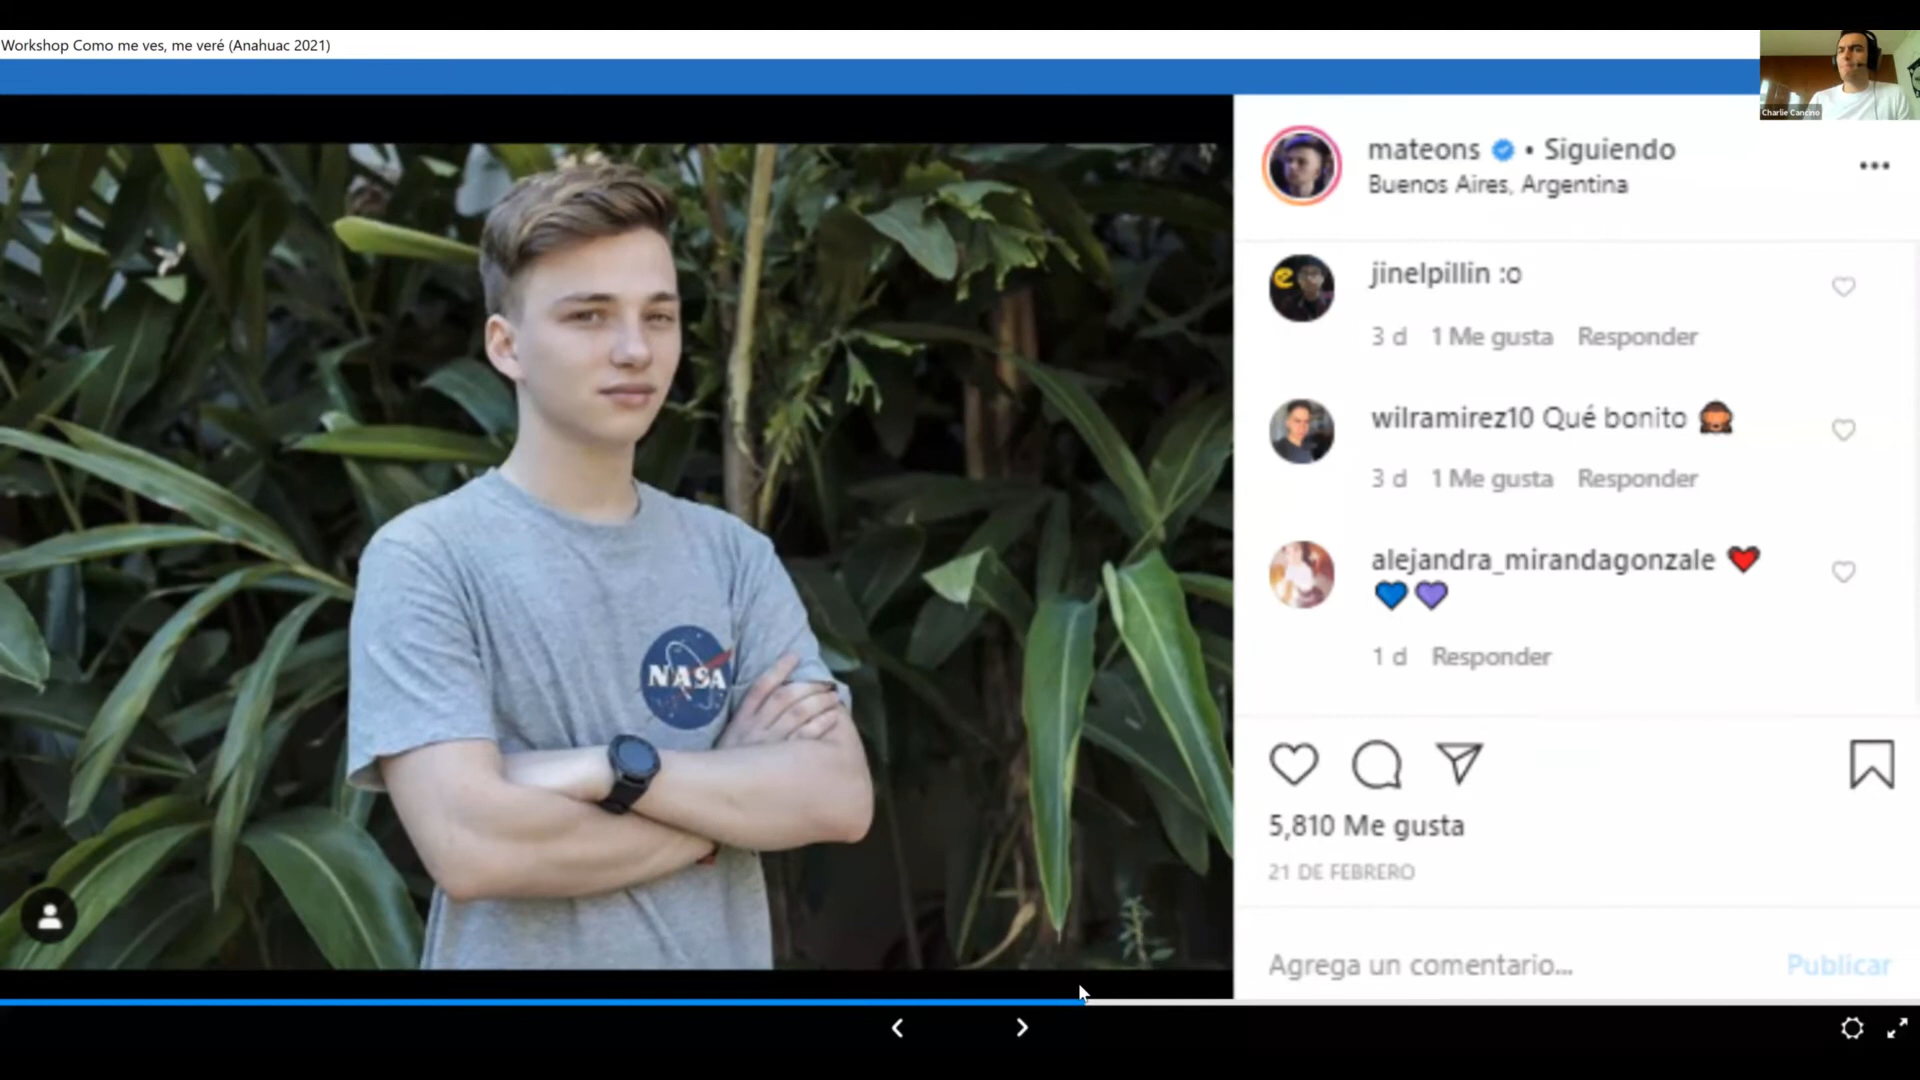 Workshop Como me ves, me veré (Anahuac 2021)
Charlie Cancino
mateons • Siguiendo
Buenos Aires, Argentina
jinelpillin :o
3 d 1 Me gusta Responder
wilramirez10 Qué bonito 🙈
3 d 1 Me gusta Responder
alejandra_mirandagonzale ❤️
💙💜
1 d Responder
NASA
5,810 Me gusta
21 DE FEBRERO
Agrega un comentario... Publicar